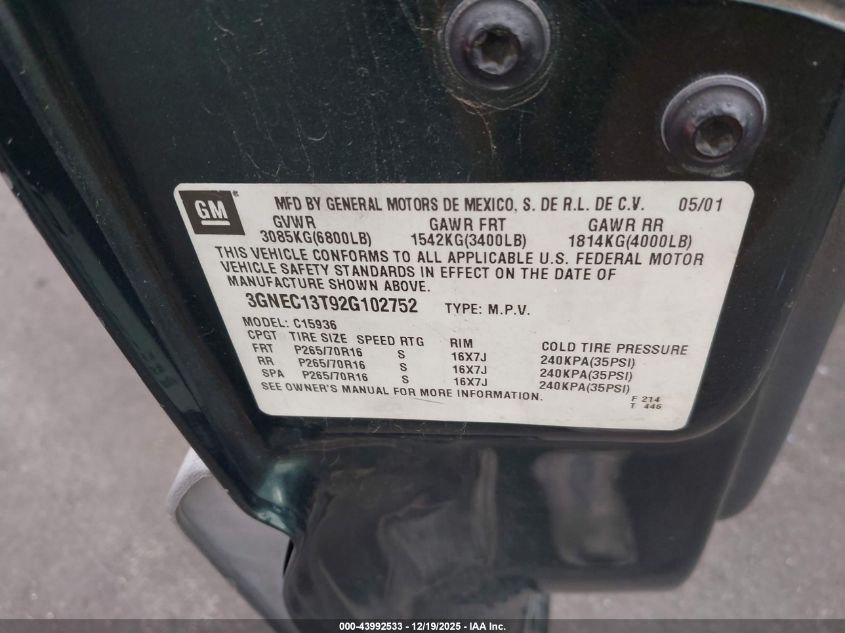 GM MFD BY GENERAL MOTORS DE MEXICO, S. DE R.L. DE C.V. 05/01
GVWR GAWR FRT GAWR RR
3085KG(6800LB) 1542KG(3400LB) 1814KG(4000LB)
THIS VEHICLE CONFORMS TO ALL APPLICABLE U.S. FEDERAL MOTOR
VEHICLE SAFETY STANDARDS IN EFFECT ON THE DATE OF
MANUFACTURE SHOWN ABOVE.
3GNEC13T92G102752 TYPE: M.P.V.
MODEL: C15936
CPGT TIRE SIZE SPEED RTG RIM COLD TIRE PRESSURE
FRT P265/70R16 S 16X7J 240KPA(35PSI)
RR P265/70R16 S 16X7J 240KPA(35PSI)
SPA P265/70R16 S 16X7J 240KPA(35PSI)
SEE OWNER'S MANUAL FOR MORE INFORMATION.
F 214
T 446
000-43992533 - 12/19/2025 - IAA Inc.